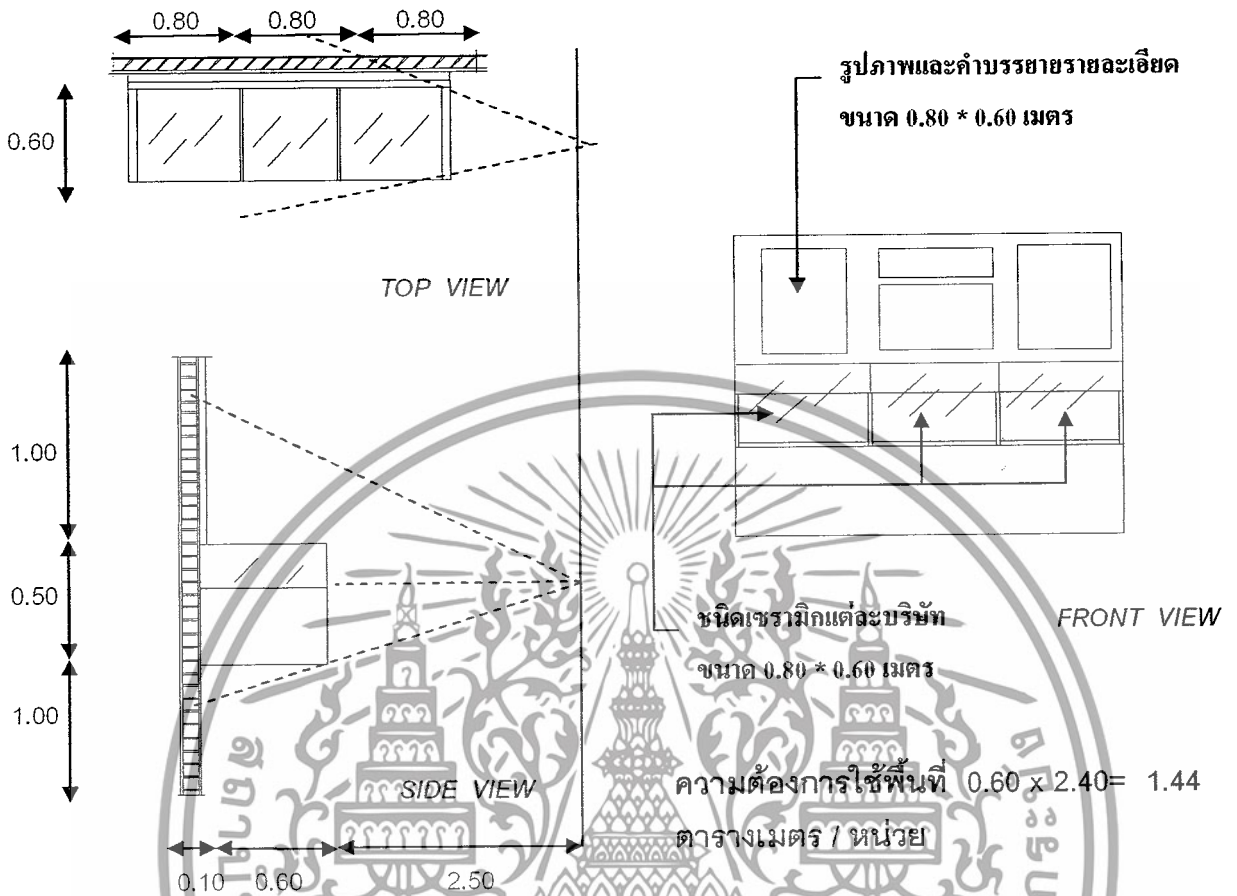 0.80 0.80 0.80
0.60
TOP VIEW
รูปภาพและคำบรรยายรายละเอียด
ขนาด 0.80 * 0.60 เมตร
1.00
0.50
1.00
SIDE VIEW
0.10 0.60 2.50
FRONT VIEW
ชนิดเซรามิกแต่ละบริษัท
ขนาด 0.80 * 0.60 เมตร
ความต้องการใช้พื้นที่ 0.60 x 2.40= 1.44
ตารางเมตร / หน่วย